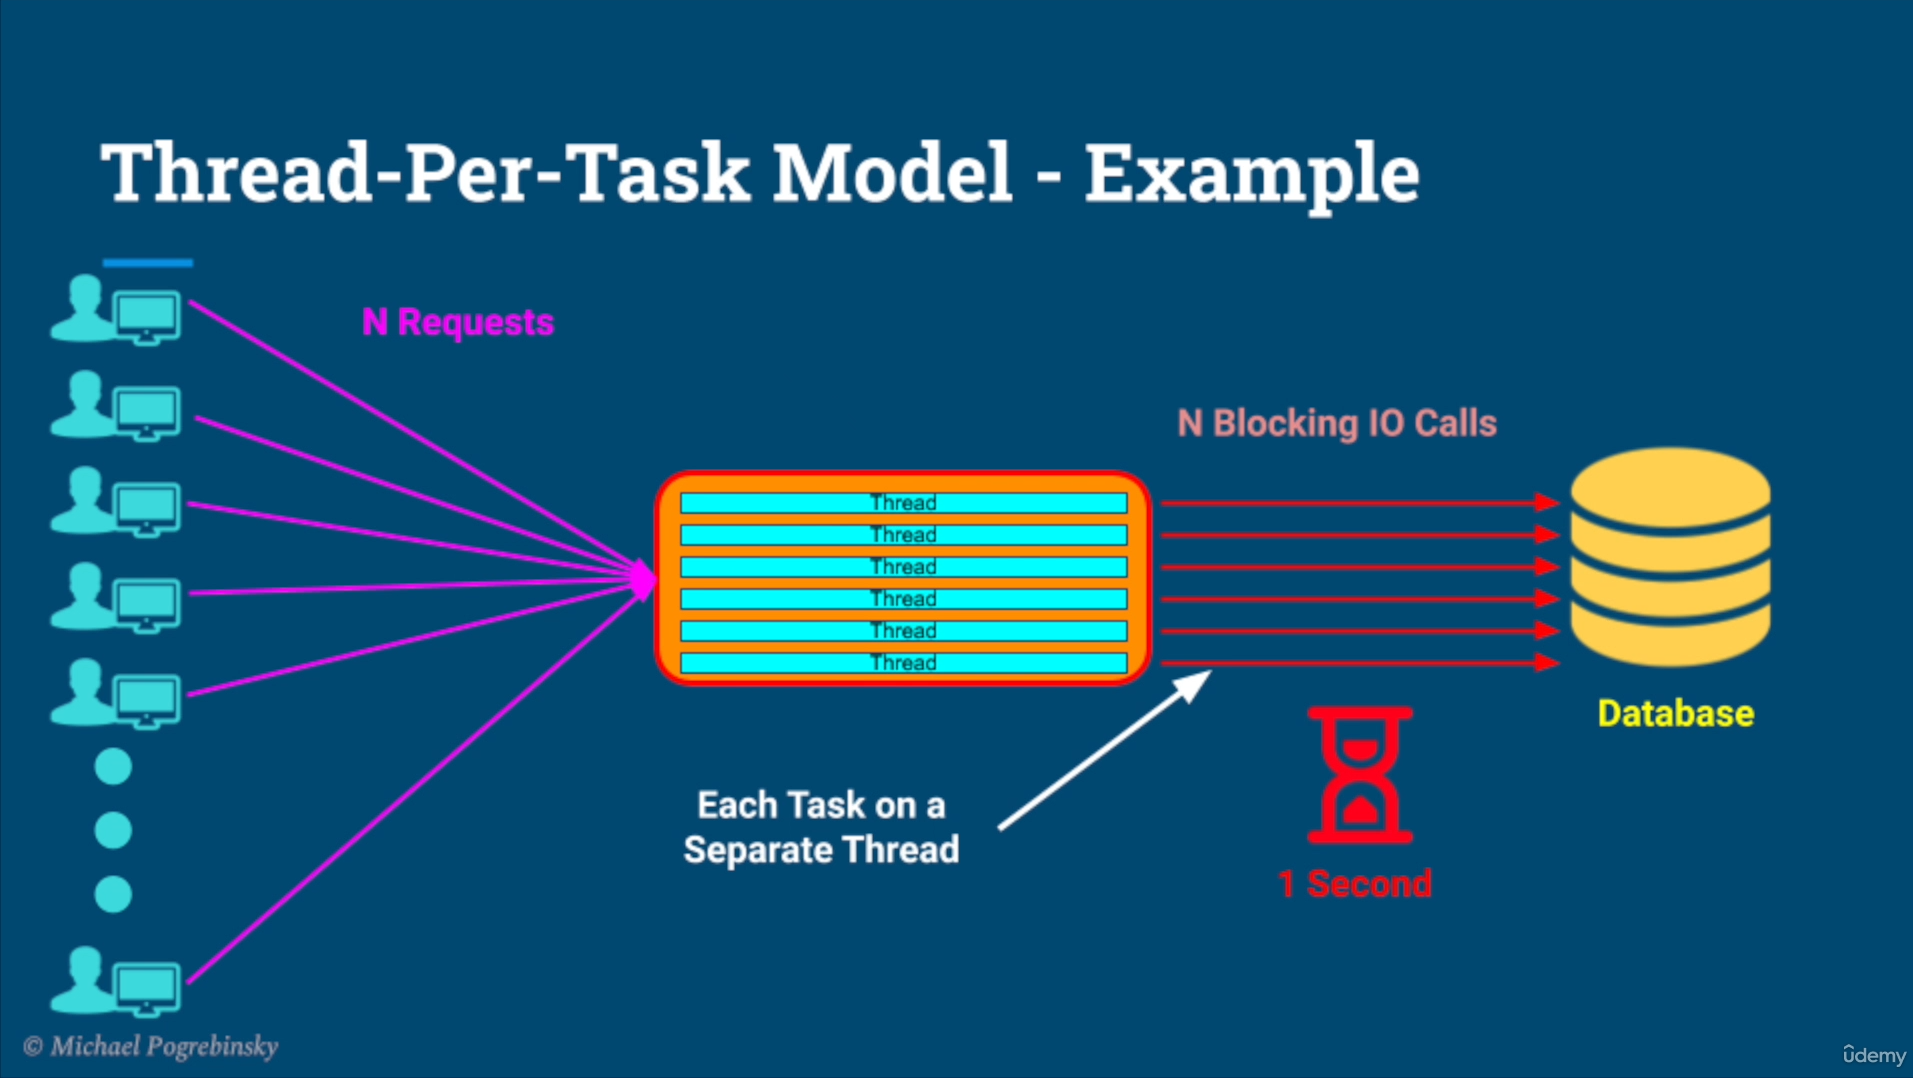 Thread-Per-Task Model - Example
N Requests
N Blocking IO Calls
Thread
Thread
Thread
Thread
Thread
Thread
Database
Each Task on a
Separate Thread
1 Second
© Michael Pogrebinsky
ûdemy